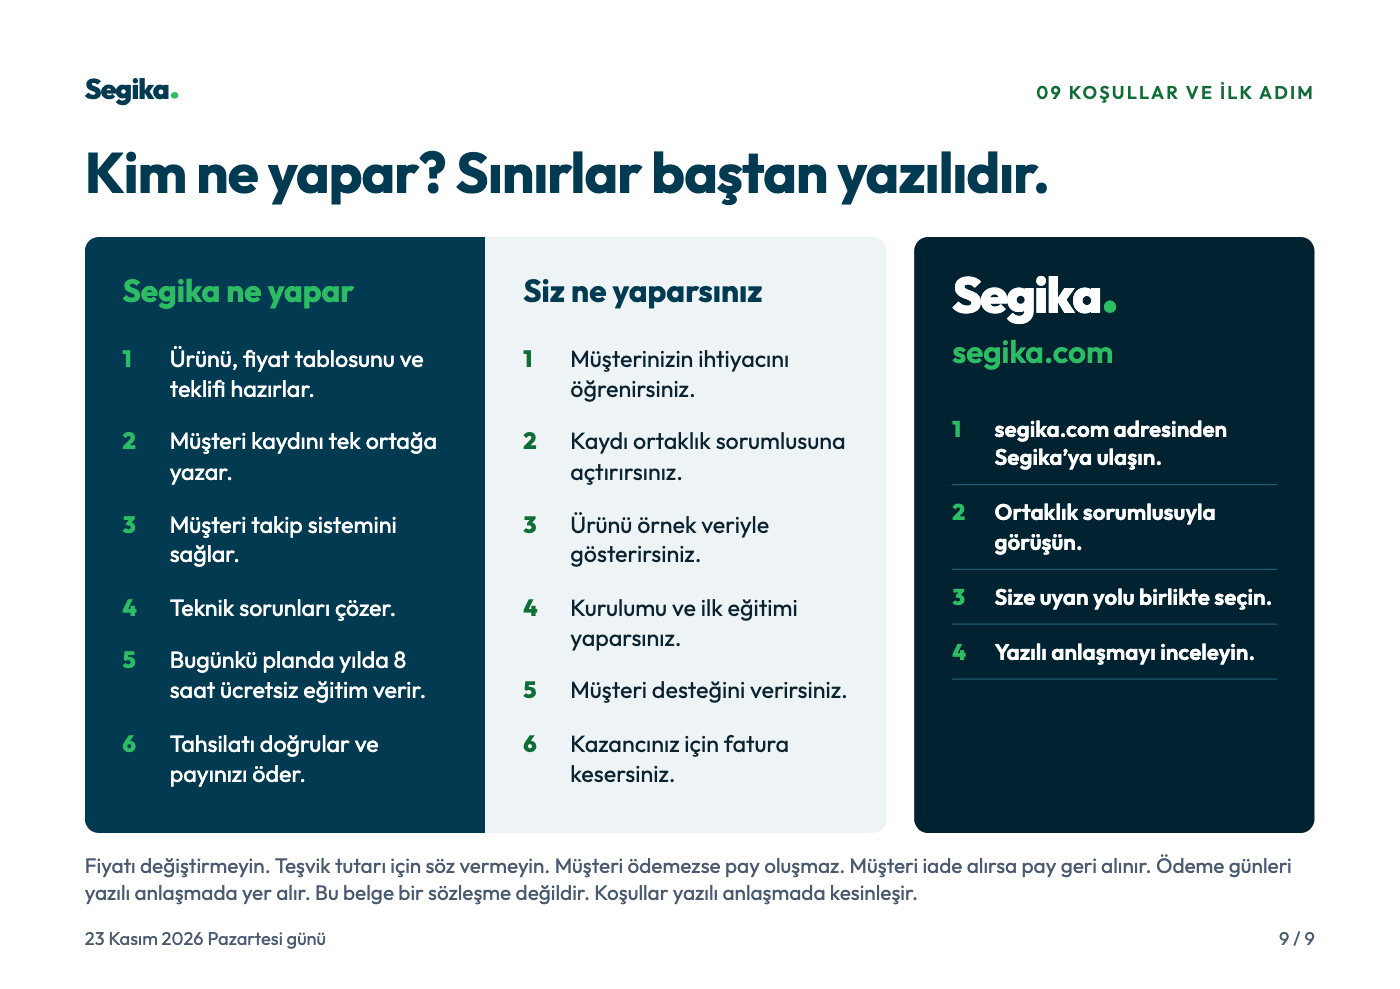 Segika.
09 KOŞULLAR VE İLK ADIM
Kim ne yapar? Sınırlar baştan yazılıdır.
Segika ne yapar
1 Ürünü, fiyat tablosunu ve
teklifi hazırlar.
2 Müşteri kaydını tek ortağa
yazar.
3 Müşteri takip sistemini
sağlar.
4 Teknik sorunları çözer.
5 Bugünkü planda yılda 8
saat ücretsiz eğitim verir.
6 Tahsilatı doğrular ve
payınızı öder.
Siz ne yaparsınız
1 Müşterinizin ihtiyacını
öğrenirsiniz.
2 Kaydı ortaklık sorumlusuna
açtırırsınız.
3 Ürünü örnek veriyle
gösterirsiniz.
4 Kurulumu ve ilk eğitimi
yaparsınız.
5 Müşteri desteğini verirsiniz.
6 Kazancınız için fatura
kesersiniz.
Segika.
segika.com
1 segika.com adresinden
Segika’ya ulaşın.
2 Ortaklık sorumlusuyla
görüşün.
3 Size uyan yolu birlikte seçin.
4 Yazılı anlaşmayı inceleyin.
Fiyatı değiştirmeyin. Teşvik tutarı için söz vermeyin. Müşteri ödemezse pay oluşmaz. Müşteri iade alırsa pay geri alınır. Ödeme günleri
yazılı anlaşmada yer alır. Bu belge bir sözleşme değildir. Koşullar yazılı anlaşmada kesinleşir.
23 Kasım 2026 Pazartesi günü
9 / 9